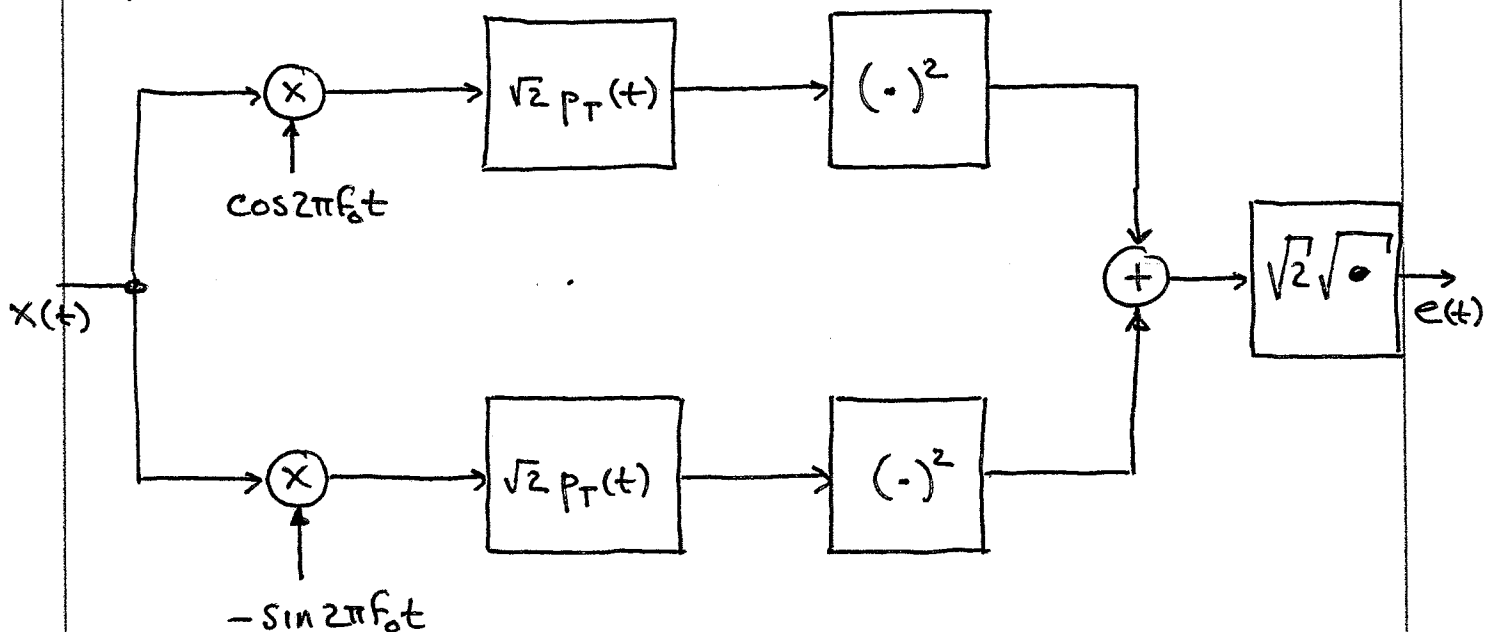 ×
√2 p_T(t)
(·)²
cos2πf₀t
x(t)
+
√2 √•
e(t)
×
√2 p_T(t)
(·)²
- sin 2πf₀t